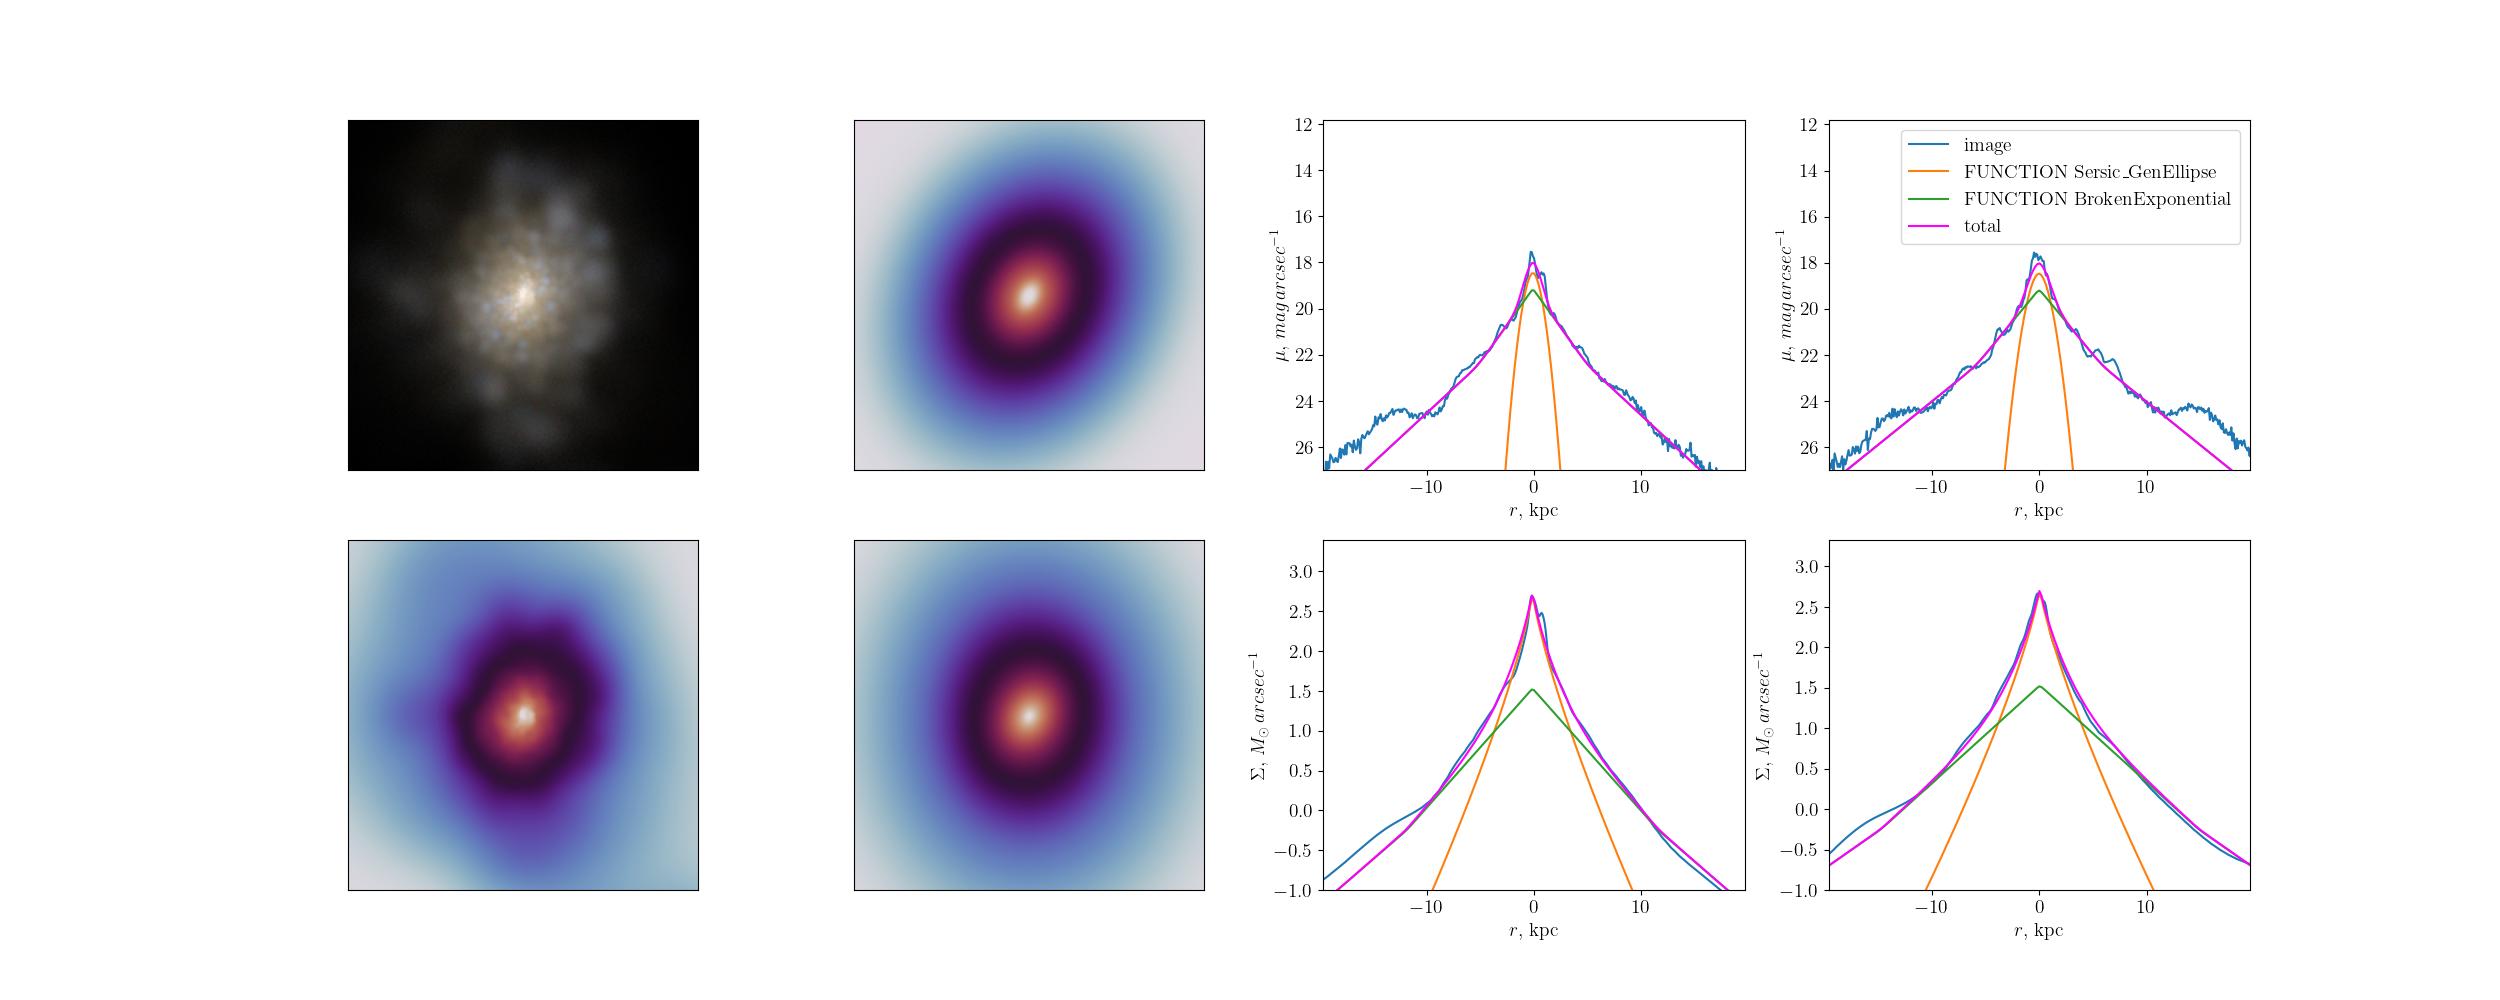 12
14
16
18
20
22
24
26
μ, mag arcsec⁻¹
−10 0 10
r, kpc
12
14
16
18
20
22
24
26
μ, mag arcsec⁻¹
image
FUNCTION Sersic_GenEllipse
FUNCTION BrokenExponential
total
−10 0 10
r, kpc
3.0
2.5
2.0
1.5
1.0
0.5
0.0
−0.5
−1.0
Σ, M⊙ arcsec⁻¹
−10 0 10
r, kpc
3.0
2.5
2.0
1.5
1.0
0.5
0.0
−0.5
−1.0
Σ, M⊙ arcsec⁻¹
−10 0 10
r, kpc